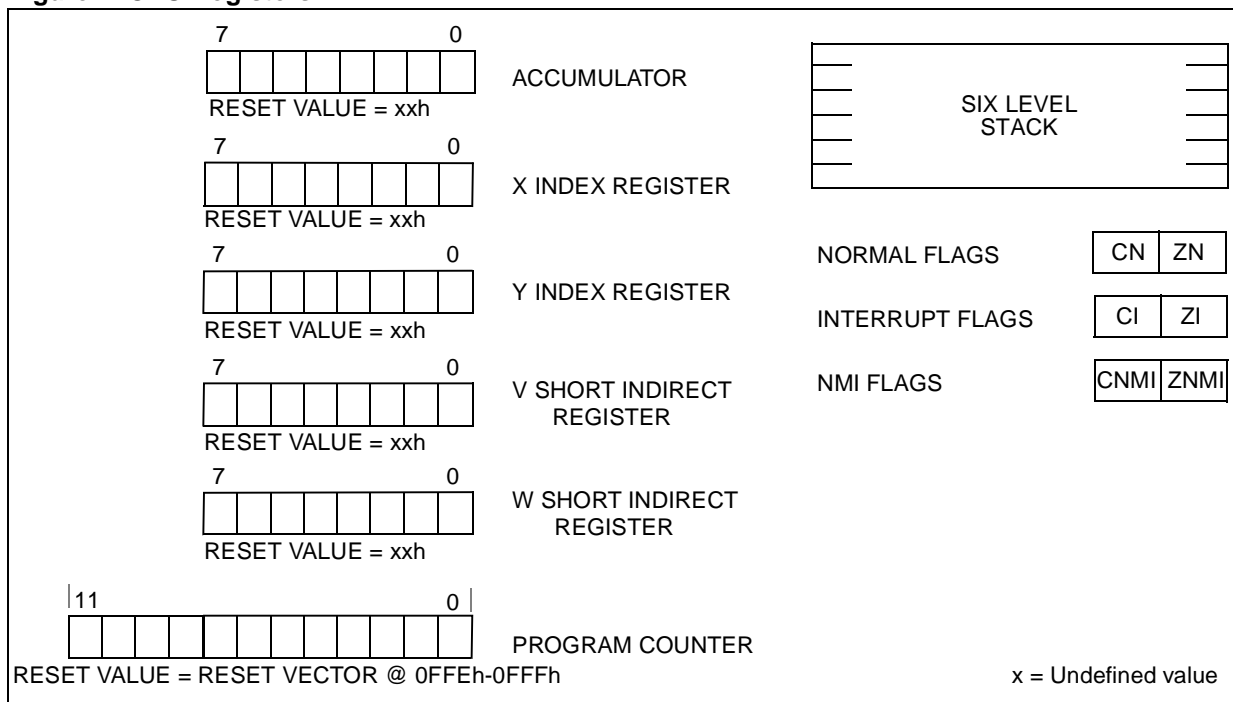 7 0
ACCUMULATOR
RESET VALUE = xxh
7 0
X INDEX REGISTER
RESET VALUE = xxh
7 0
Y INDEX REGISTER
RESET VALUE = xxh
7 0
V SHORT INDIRECT
REGISTER
RESET VALUE = xxh
7 0
W SHORT INDIRECT
REGISTER
RESET VALUE = xxh
11 0
PROGRAM COUNTER
RESET VALUE = RESET VECTOR @ 0FFEh-0FFFh
SIX LEVEL
STACK
NORMAL FLAGS CN ZN
INTERRUPT FLAGS CI ZI
NMI FLAGS CNMI ZNMI
x = Undefined value